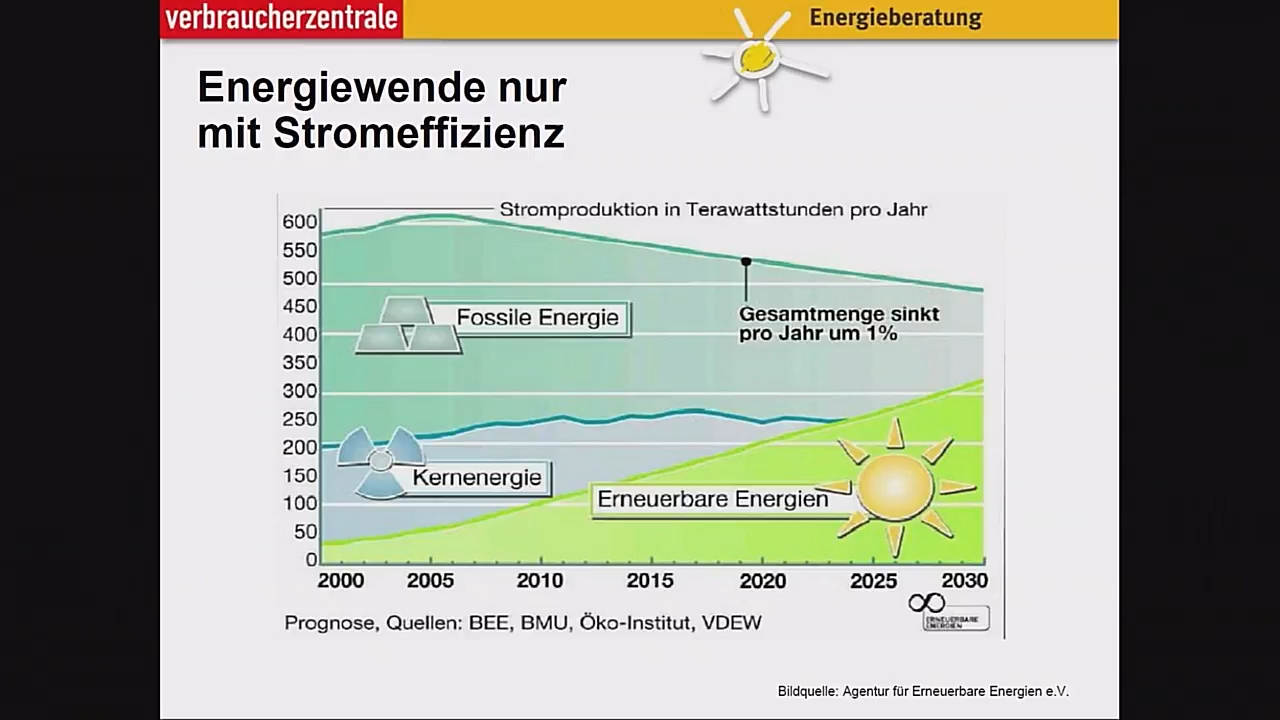 verbraucherzentrale
Energieberatung
Energiewende nur
mit Stromeffizienz
Stromproduktion in Terawattstunden pro Jahr
600
550
500
450
400
350
300
250
200
150
100
50
0
Gesamtmenge sinkt
pro Jahr um 1%
Fossile Energie
Kernenergie
Erneuerbare Energien
2000 2005 2010 2015 2020 2025 2030
Prognose, Quellen: BEE, BMU, Öko-Institut, VDEW
ERNEUERBARE
ENERGIEN
Bildquelle: Agentur für Erneuerbare Energien e.V.